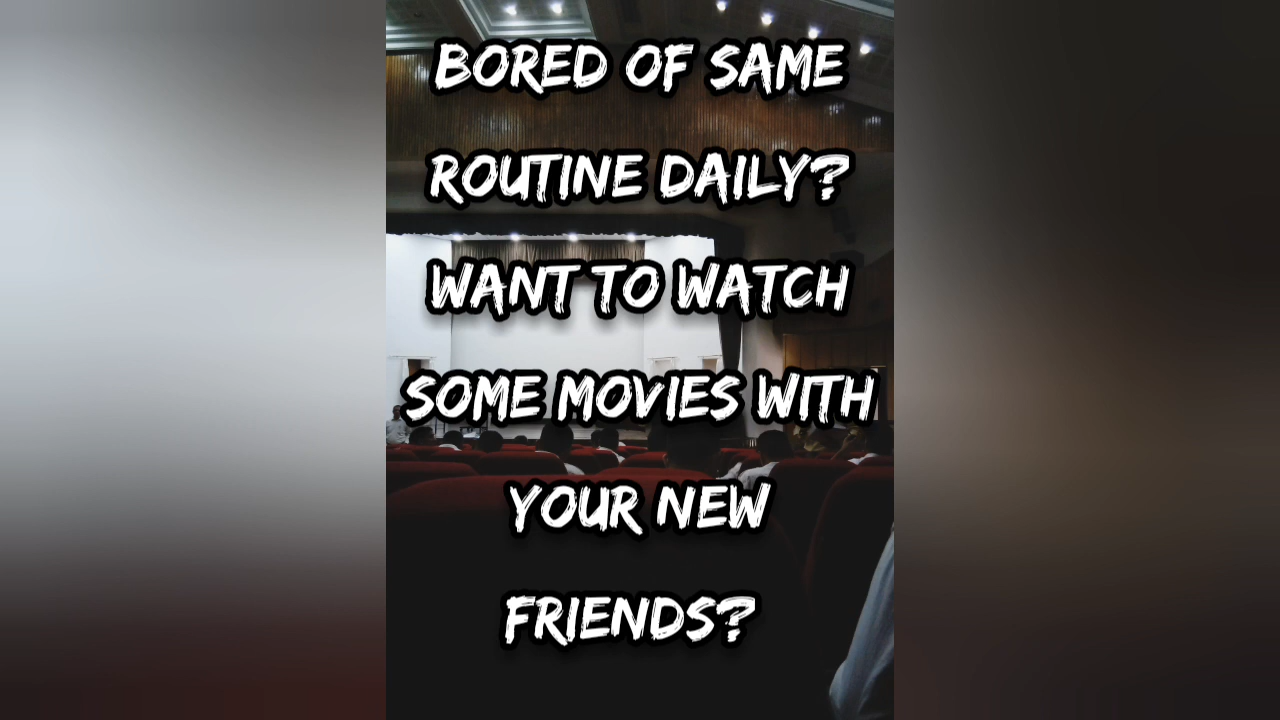 BORED OF SAME
ROUTINE DAILY?
WANT TO WATCH
SOME MOVIES WITH
YOUR NEW
FRIENDS?